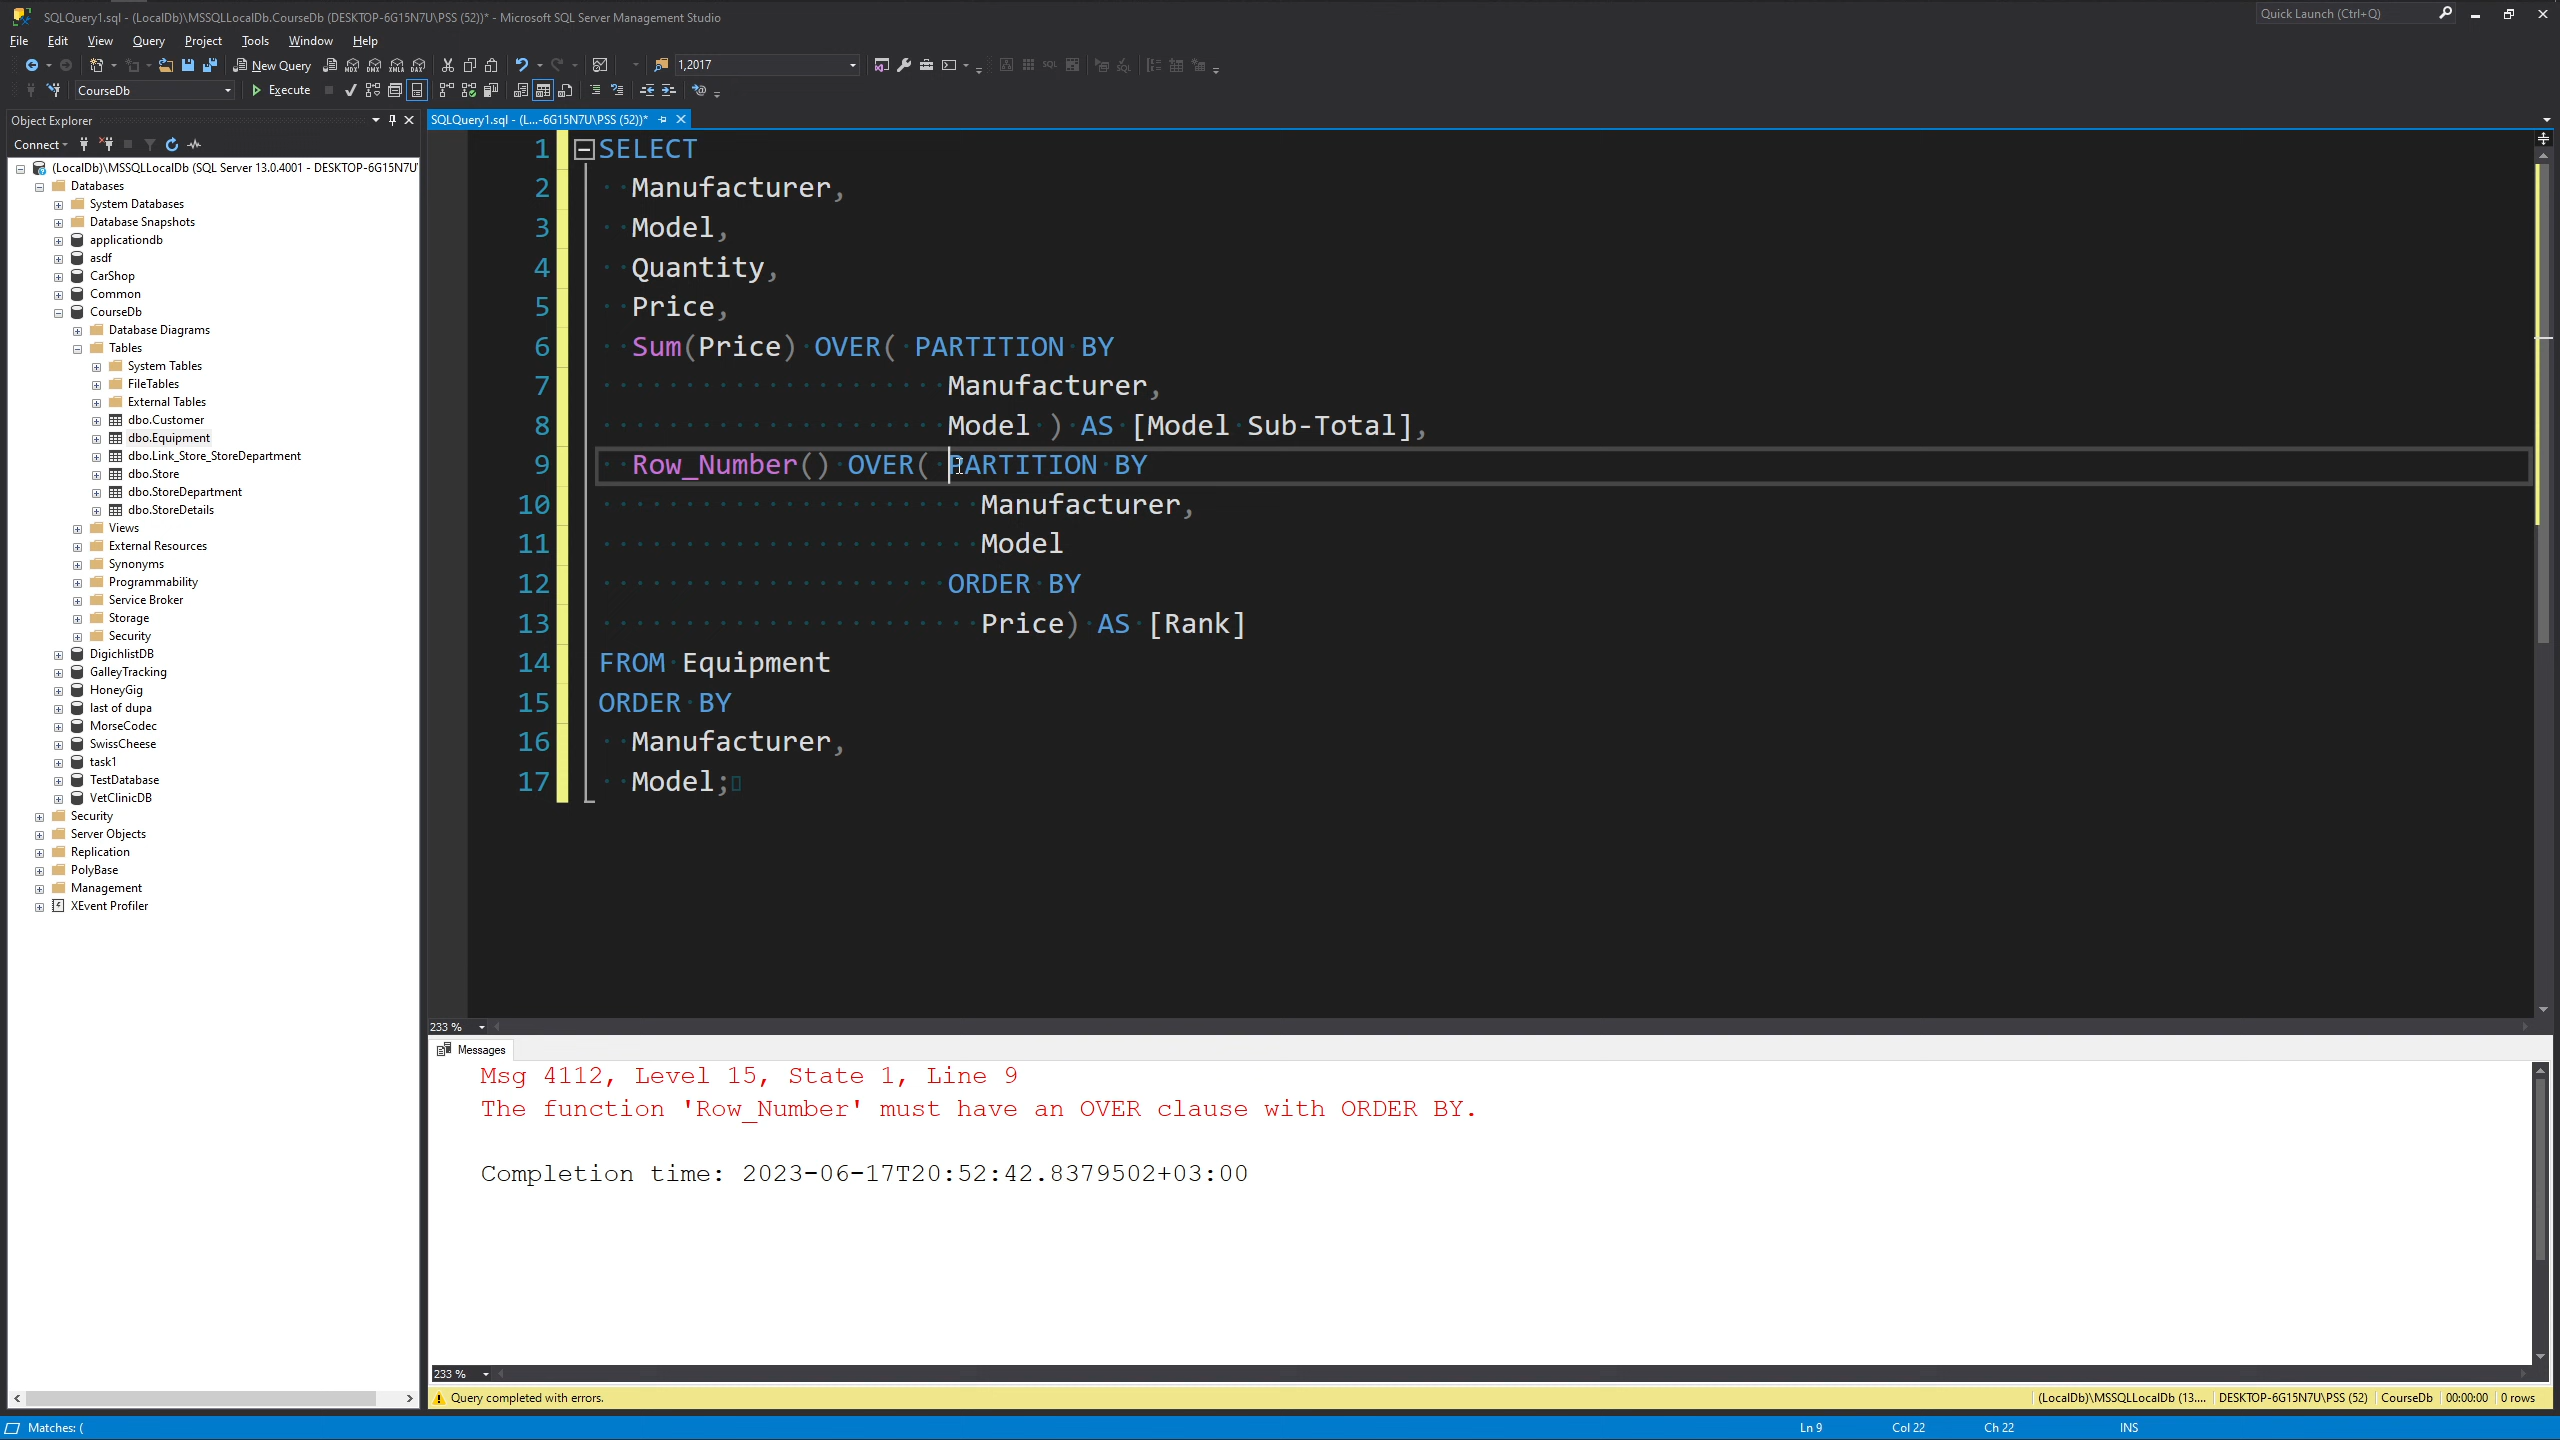 SQLQuery1.sql - (LocalDb)\MSSQLLocalDb.CourseDb (DESKTOP-6G15N7U\PSS (52))* - Microsoft SQL Server Management Studio
Quick Launch (Ctrl+Q)
File Edit View Query Project Tools Window Help
New Query
1,2017
CourseDb
Execute
Object Explorer
SQLQuery1.sql - (L...-6G15N7U\PSS (52))*
Connect
(LocalDb)\MSSQLLocalDb (SQL Server 13.0.4001 - DESKTOP-6G15N7U
Databases
System Databases
Database Snapshots
applicationdb
asdf
CarShop
Common
CourseDb
Database Diagrams
Tables
System Tables
FileTables
External Tables
dbo.Customer
dbo.Equipment
dbo.Link_Store_StoreDepartment
dbo.Store
dbo.StoreDepartment
dbo.StoreDetails
Views
External Resources
Synonyms
Programmability
Service Broker
Storage
Security
DigichlistDB
GalleyTracking
HoneyGig
last of dupa
MorseCodec
SwissCheese
task1
TestDatabase
VetClinicDB
Security
Server Objects
Replication
PolyBase
Management
XEvent Profiler
1 SELECT
2 Manufacturer,
3 Model,
4 Quantity,
5 Price,
6 Sum(Price) OVER( PARTITION BY
7 Manufacturer,
8 Model ) AS [Model Sub-Total],
9 Row_Number() OVER( PARTITION BY
10 Manufacturer,
11 Model
12 ORDER BY
13 Price) AS [Rank]
14 FROM Equipment
15 ORDER BY
16 Manufacturer,
17 Model;
233 %
Messages
Msg 4112, Level 15, State 1, Line 9
The function 'Row_Number' must have an OVER clause with ORDER BY.
Completion time: 2023-06-17T20:52:42.8379502+03:00
233 %
Query completed with errors.
(LocalDb)\MSSQLLocalDb (13.... DESKTOP-6G15N7U\PSS (52) CourseDb 00:00:00 0 rows
Matches: (
Ln 9 Col 22 Ch 22 INS